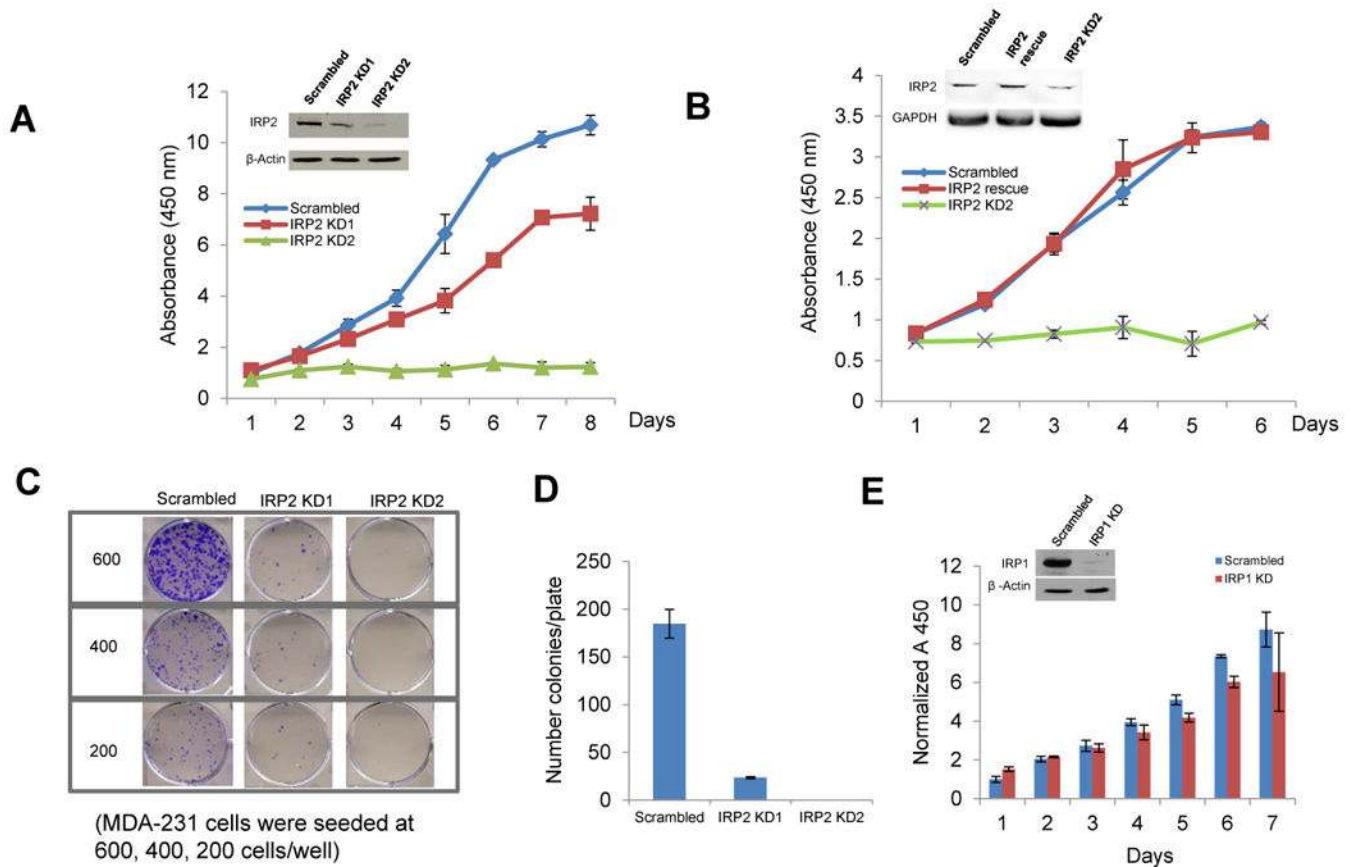 A
Scrambled
IRP2 KD1
IRP2 KD2
IRP2
β-Actin
Absorbance (450 nm)
12
10
8
6
4
2
0
Scrambled
IRP2 KD1
IRP2 KD2
1 2 3 4 5 6 7 8 Days
B
Scrambled
IRP2 rescue
IRP2 KD2
IRP2
GAPDH
Absorbance (450 nm)
4
3.5
3
2.5
2
1.5
1
0.5
0
Scrambled
IRP2 rescue
IRP2 KD2
1 2 3 4 5 6 Days
C
Scrambled IRP2 KD1 IRP2 KD2
600
400
200
(MDA-231 cells were seeded at
600, 400, 200 cells/well)
D
Number colonies/plate
250
200
150
100
50
0
Scrambled IRP2 KD1 IRP2 KD2
E
Scrambled
IRP1 KD
IRP1
β -Actin
Scrambled
IRP1 KD
Normalized A 450
12
10
8
6
4
2
0
1 2 3 4 5 6 7
Days